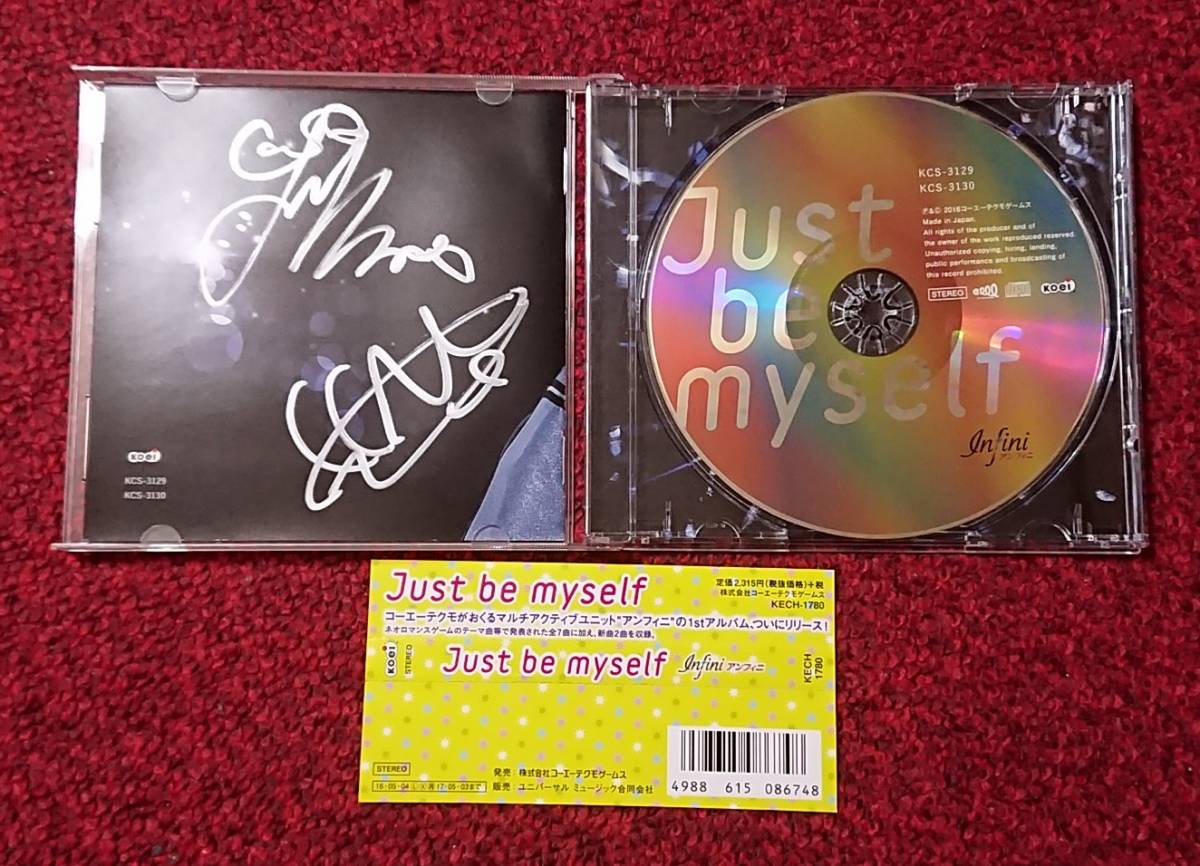 koei
KCS-3129
KCS-3130
Just
be
myself
KCS-3129
KCS-3130
℗&© 2016コーエーテクモゲームス
Made in Japan.
All rights of the producer and of
the owner of the work reproduced reserved.
Unauthorized copying, hiring, lending,
public performance and broadcasting of
this record prohibited.
STEREO
koei
Infini
アンフィニ
Just be myself
定価2,315円(税抜価格)+税
株式会社コーエーテクモゲームス
KECH-1780
コーエーテクモがおくるマルチアクティブユニット"アンフィニ"の1stアルバム、ついにリリース!
ネオロマンスゲームのテーマ曲等で発表された全7曲に加え、新曲2曲を収録。
koei
STEREO
Just be myself
Infini アンフィニ
KECH
1780
STEREO
発売:株式会社コーエーテクモゲームス
販売:ユニバーサル ミュージック合同会社
4988 615 086748